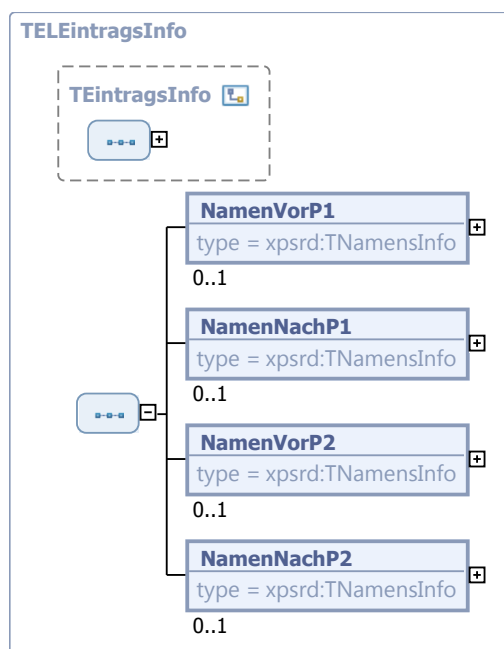 TELEintragsInfo
TEintragsInfo
NamenVorP1
type = xpsrd:TNamensInfo
0..1
NamenNachP1
type = xpsrd:TNamensInfo
0..1
NamenVorP2
type = xpsrd:TNamensInfo
0..1
NamenNachP2
type = xpsrd:TNamensInfo
0..1